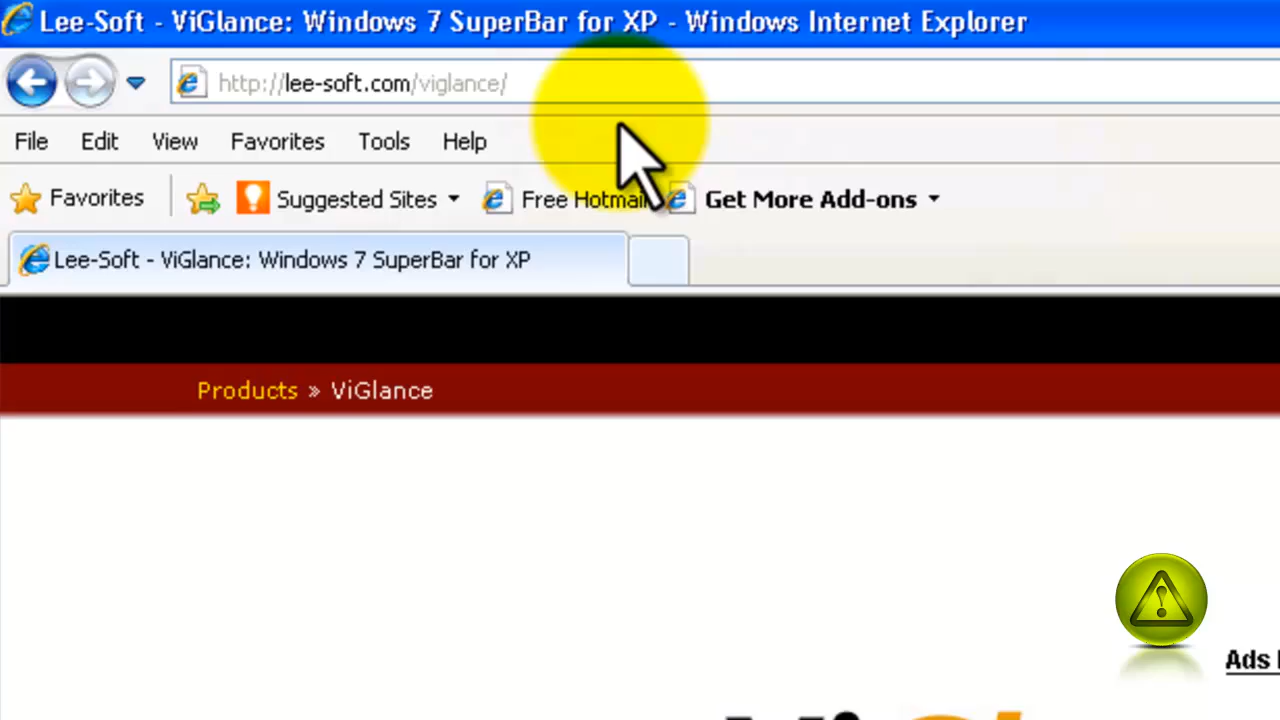 Lee-Soft - ViGlance: Windows 7 SuperBar for XP - Windows Internet Explorer
http://lee-soft.com/viglance/
File Edit View Favorites Tools Help
Favorites Suggested Sites Free Hotmail Get More Add-ons
Lee-Soft - ViGlance: Windows 7 SuperBar for XP
Products » ViGlance
Ads